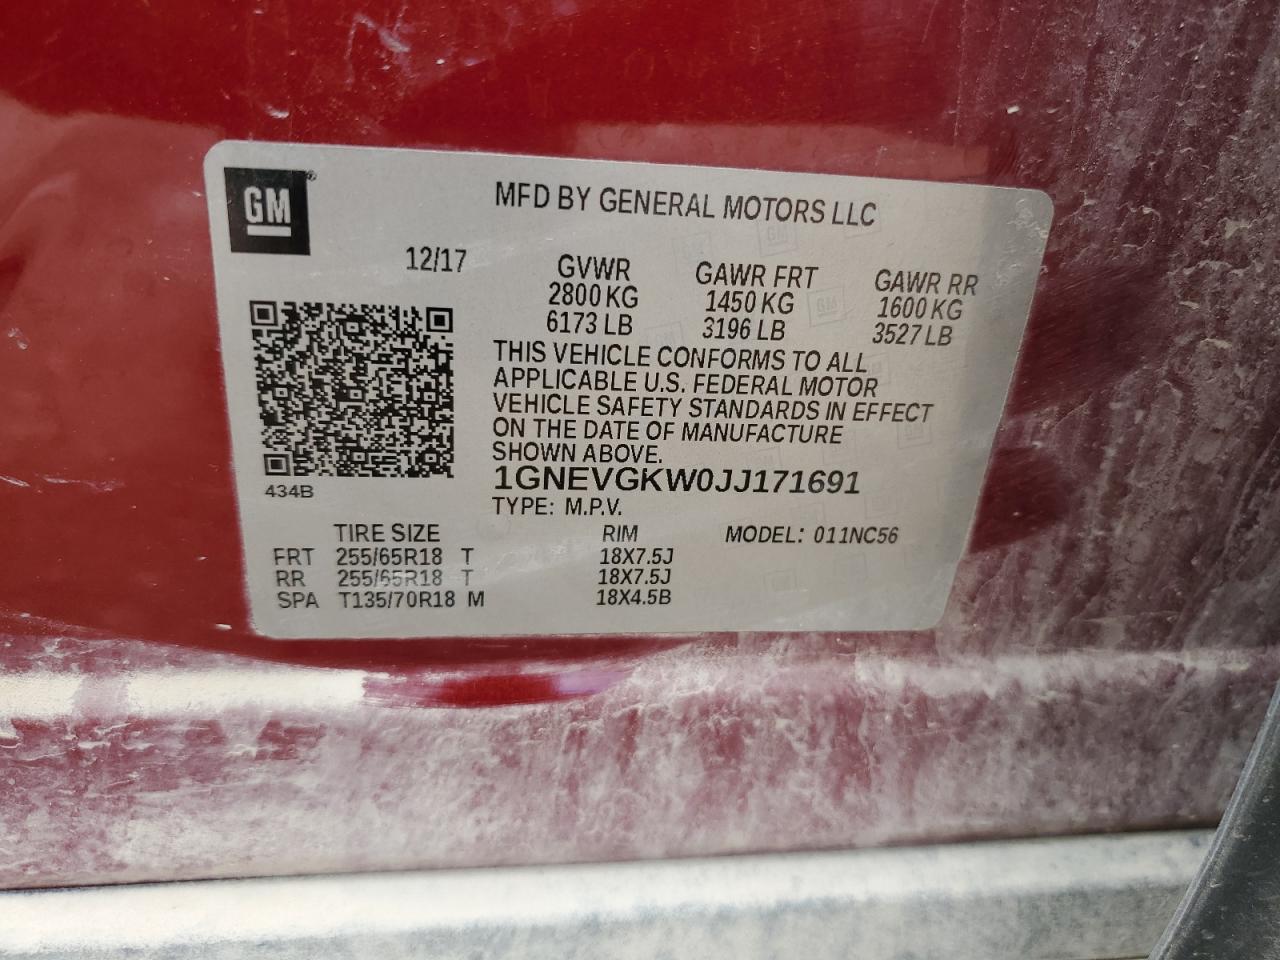 GM
MFD BY GENERAL MOTORS LLC
12/17
GVWR GAWR FRT GAWR RR
2800 KG 1450 KG 1600 KG
6173 LB 3196 LB 3527 LB
THIS VEHICLE CONFORMS TO ALL
APPLICABLE U.S. FEDERAL MOTOR
VEHICLE SAFETY STANDARDS IN EFFECT
ON THE DATE OF MANUFACTURE
SHOWN ABOVE.
1GNEVGKW0JJ171691
434B
TYPE: M.P.V.
TIRE SIZE RIM MODEL: 011NC56
FRT 255/65R18 T 18X7.5J
RR 255/65R18 T 18X7.5J
SPA T135/70R18 M 18X4.5B